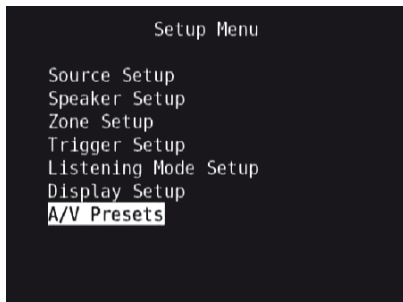 Setup Menu
Source Setup
Speaker Setup
Zone Setup
Trigger Setup
Listening Mode Setup
Display Setup
A/V Presets